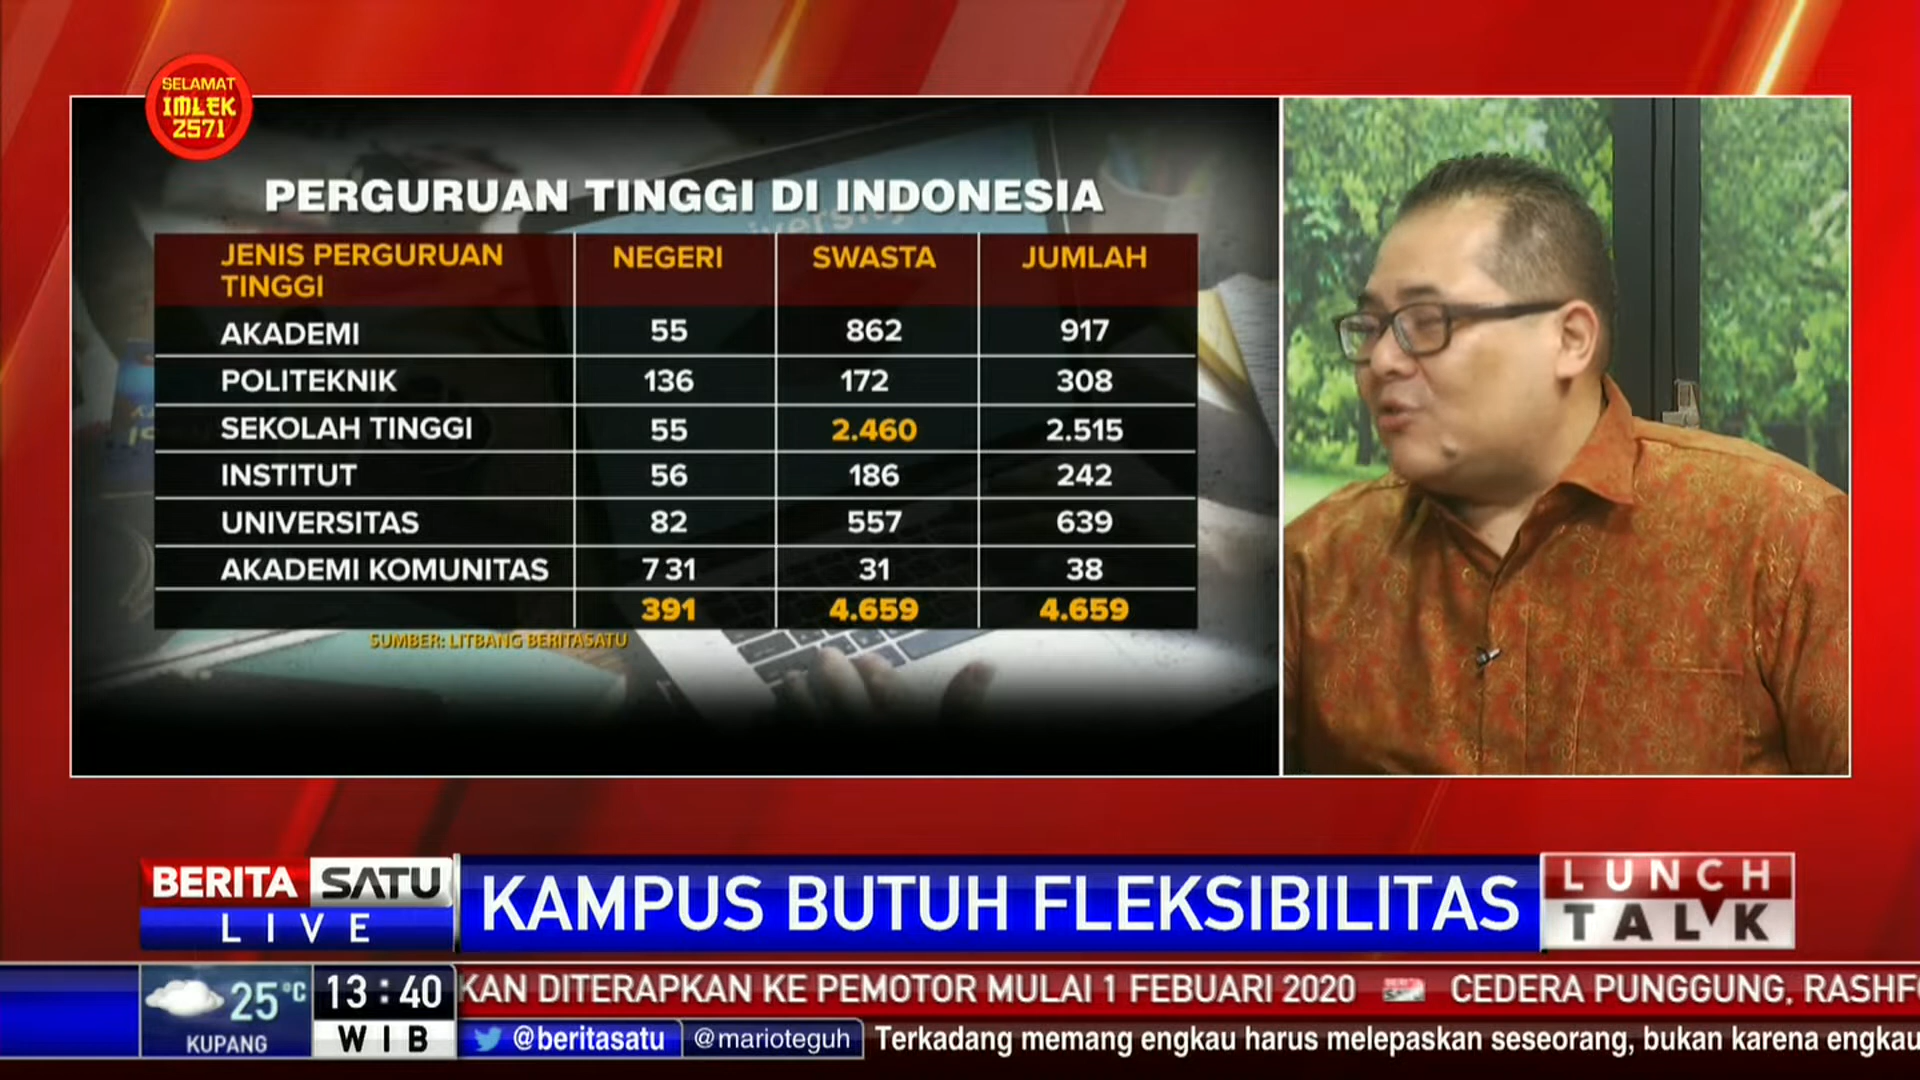 SELAMAT
IMLEK
2571
PERGURUAN TINGGI DI INDONESIA
JENIS PERGURUAN TINGGI NEGERI SWASTA JUMLAH
AKADEMI 55 862 917
POLITEKNIK 136 172 308
SEKOLAH TINGGI 55 2.460 2.515
INSTITUT 56 186 242
UNIVERSITAS 82 557 639
AKADEMI KOMUNITAS 7 31 31 38
391 4.659 4.659
SUMBER: LITBANG BERITASATU
BERITA SATU
LIVE
KAMPUS BUTUH FLEKSIBILITAS
LUNCH
TALK
25°C
KUPANG
13:40
WIB
KAN DITERAPKAN KE PEMOTOR MULAI 1 FEBUARI 2020 CEDERA PUNGGUNG, RASHFO
@beritasatu @marioteguh Terkadang memang engkau harus melepaskan seseorang, bukan karena engkau